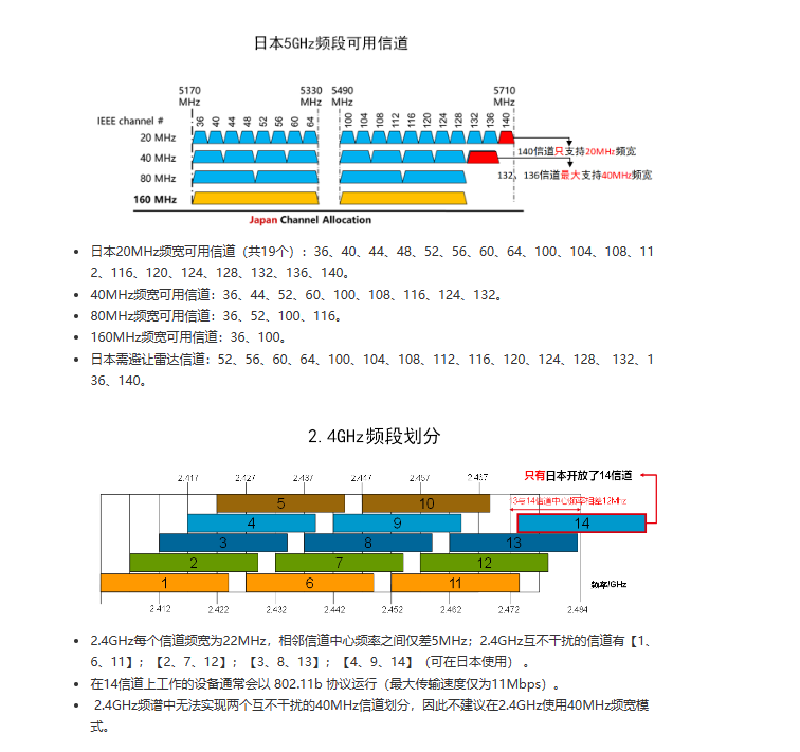 日本5GHz频段可用信道
5170 MHz 5330 MHz 5490 MHz 5710 MHz
IEEE channel # 36 40 44 48 52 56 60 64 100 104 108 112 116 120 124 128 132 136 140
20 MHz
140信道只支持20MHz频宽
40 MHz
132、136信道最大支持40MHz频宽
80 MHz
160 MHz
Japan Channel Allocation
• 日本20MHz频宽可用信道（共19个）：36、40、44、48、52、56、60、64、100、104、108、11
2、116、120、124、128、132、136、140。
• 40MHz频宽可用信道：36、44、52、60、100、108、116、124、132。
• 80MHz频宽可用信道：36、52、100、116。
• 160MHz频宽可用信道：36、100。
• 日本需避让雷达信道：52、56、60、64、100、104、108、112、116、120、124、128、 132、1
36、140。
2.4GHz频段划分
只有日本开放了14信道
2.417 2.427 2.437 2.447 2.457 2.467
5 10
4 9 14
3 8 13
2 7 12
1 6 11
频率/GHz
2.412 2.422 2.432 2.442 2.452 2.462 2.472 2.484
• 2.4GHz每个信道频宽为22MHz，相邻信道中心频率之间仅差5MHz；2.4GHz互不干扰的信道有【1、
6、11】；【2、7、12】；【3、8、13】；【4、9、14】（可在日本使用）。
• 在14信道上工作的设备通常会以 802.11b 协议运行（最大传输速度仅为11Mbps）。
• 2.4GHz频谱中无法实现两个互不干扰的40MHz信道划分，因此不建议在2.4GHz使用40MHz频宽模
式。